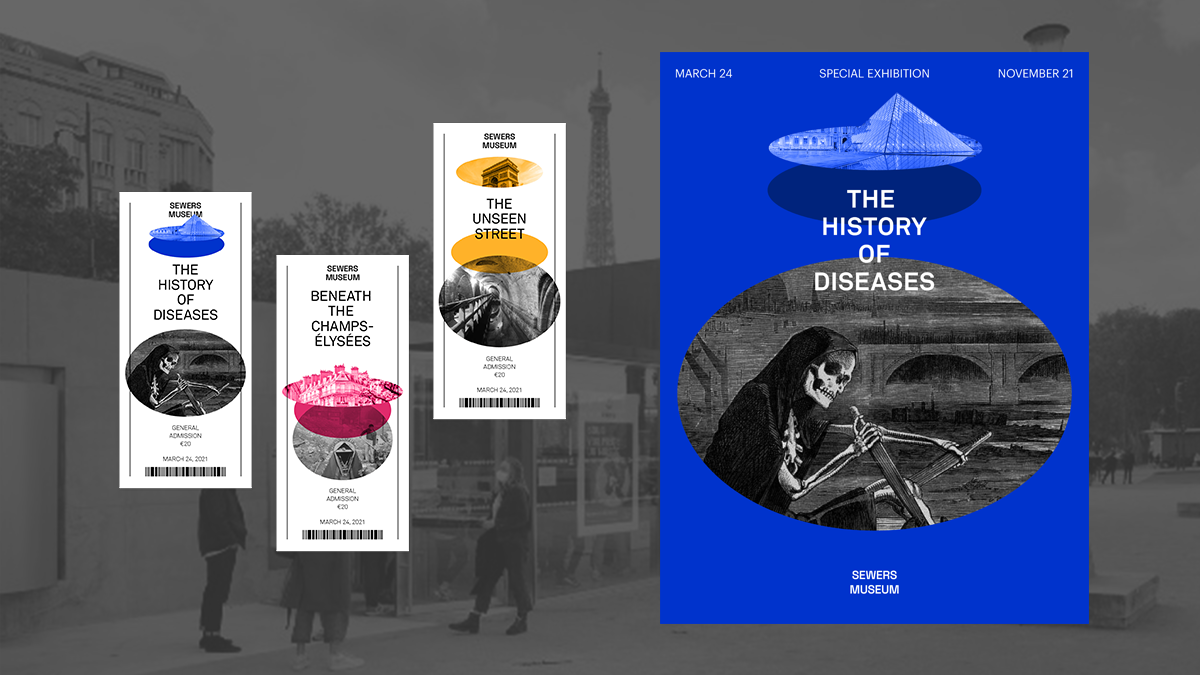 SEWERS
MUSEUM
THE
HISTORY
OF
DISEASES
GENERAL
ADMISSION
€20
MARCH 24, 2021
SEWERS
MUSEUM
BENEATH
THE
CHAMPS-
ÉLYSÉES
GENERAL
ADMISSION
€20
MARCH 24, 2021
SEWERS
MUSEUM
THE
UNSEEN
STREET
GENERAL
ADMISSION
€20
MARCH 24, 2021
MARCH 24 SPECIAL EXHIBITION NOVEMBER 21
THE
HISTORY
OF
DISEASES
SEWERS
MUSEUM